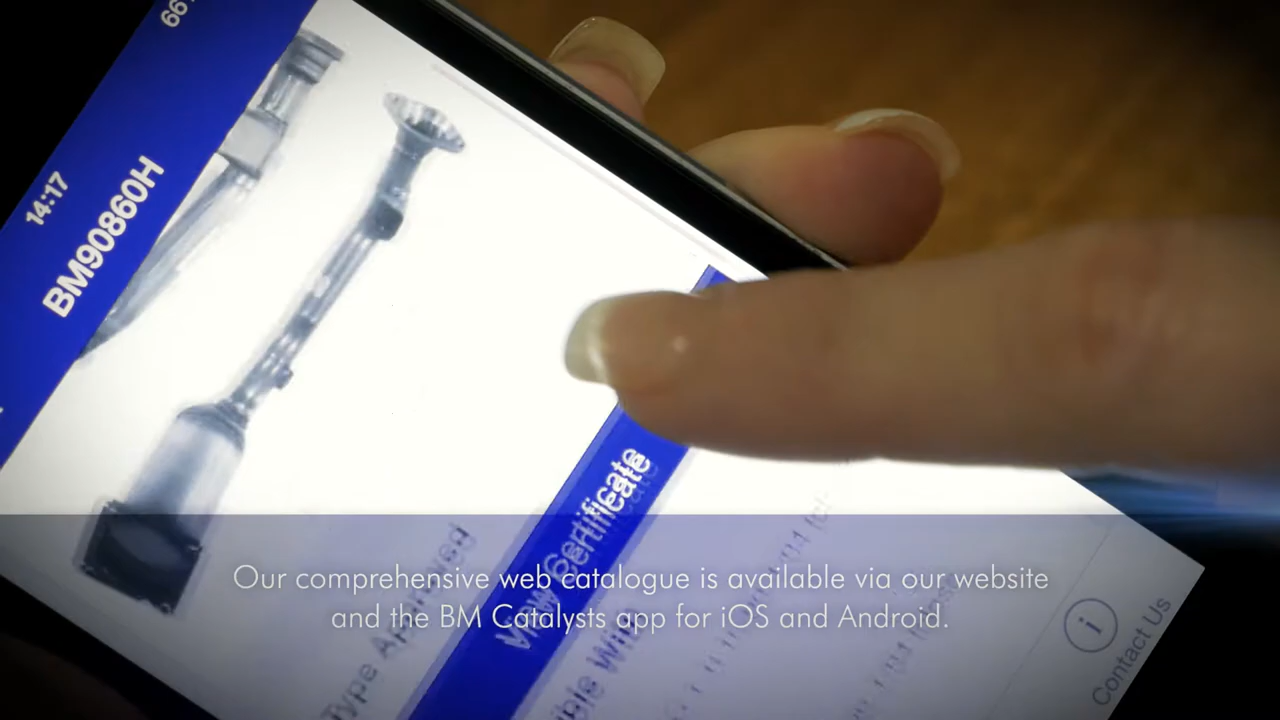 66
14:17
BM90860H
Type Approved
View Certificate
Contact Us
Our comprehensive web catalogue is available via our website
and the BM Catalysts app for iOS and Android.